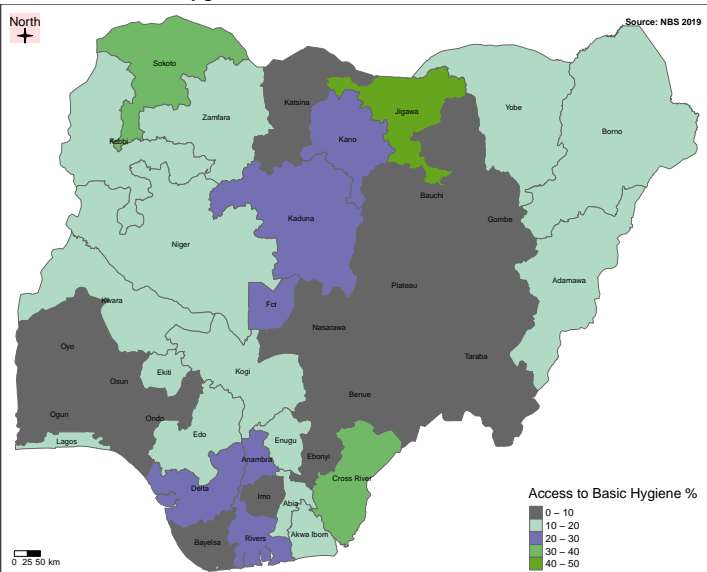 North
Source: NBS 2019
Sokoto
Katsina
Jigawa
Yobe
Zamfara
Borno
Kebbi
Kano
Bauchi
Kaduna
Gombe
Niger
Adamawa
Plateau
Kwara
Fct
Nasarawa
Oyo
Taraba
Kogi
Ekiti
Osun
Benue
Ogun
Ondo
Edo
Lagos
Enugu
Ebonyi
Anambra
Cross River
Delta
Imo
Abia
Akwa Ibom
Rivers
Bayelsa
Access to Basic Hygiene %
0 – 10
10 – 20
20 – 30
30 – 40
40 – 50
0 25 50 km